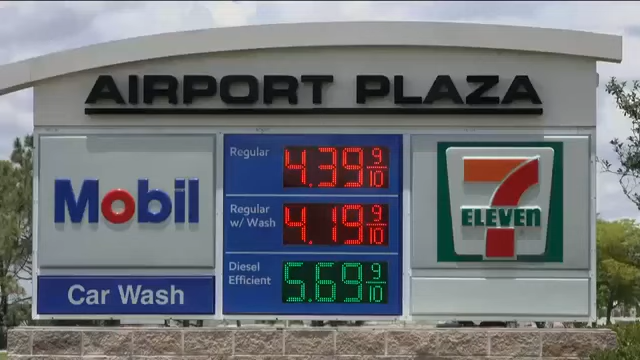 AIRPORT PLAZA
Mobil
Car Wash
Regular
4.39 9/10
Regular
w/ Wash
4.19 9/10
Diesel
Efficient
5.69 9/10
7
ELEVEN